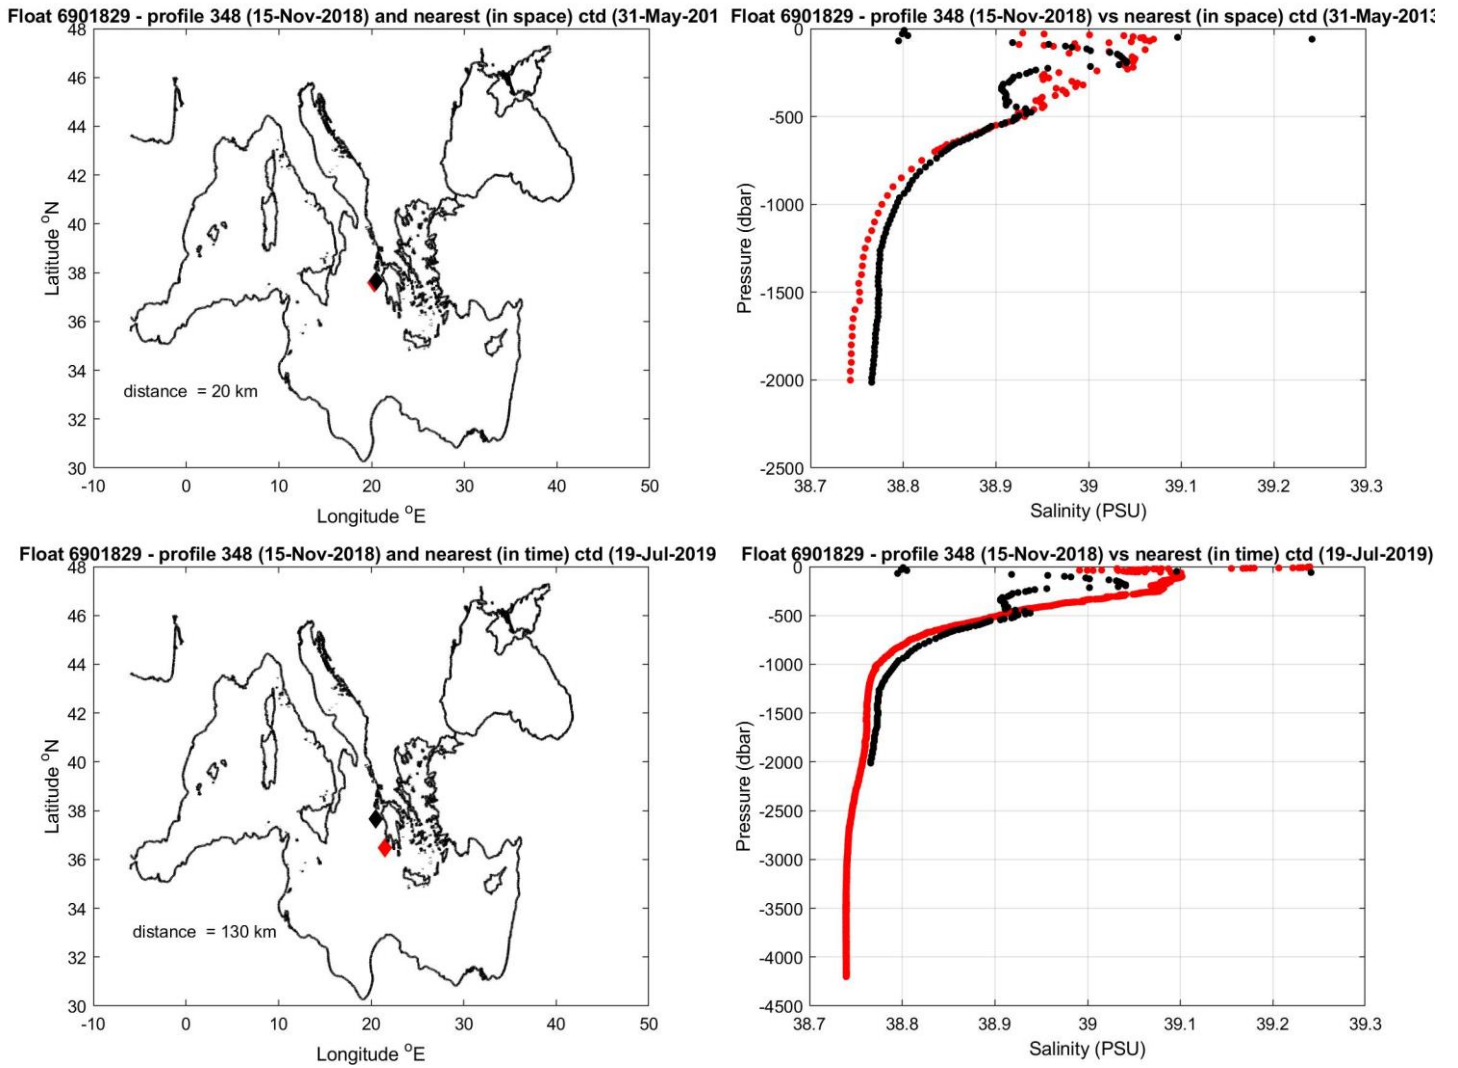 Float 6901829 - profile 348 (15-Nov-2018) and nearest (in space) ctd (31-May-201
48
46
44
42
40
38
36
34
32
30
Latitude °N
distance = 20 km
-10 0 10 20 30 40 50
Longitude °E
Float 6901829 - profile 348 (15-Nov-2018) vs nearest (in space) ctd (31-May-2013
0
-500
-1000
-1500
-2000
-2500
Pressure (dbar)
38.7 38.8 38.9 39 39.1 39.2 39.3
Salinity (PSU)
Float 6901829 - profile 348 (15-Nov-2018) and nearest (in time) ctd (19-Jul-2019
48
46
44
42
40
38
36
34
32
30
Latitude °N
distance = 130 km
-10 0 10 20 30 40 50
Longitude °E
Float 6901829 - profile 348 (15-Nov-2018) vs nearest (in time) ctd (19-Jul-2019)
0
-500
-1000
-1500
-2000
-2500
-3000
-3500
-4000
-4500
Pressure (dbar)
38.7 38.8 38.9 39 39.1 39.2 39.3
Salinity (PSU)